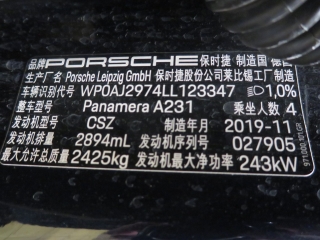 品牌 PORSCHE 保时捷 制造国 德国
生产厂名 Porsche Leipzig GmbH 保时捷股份公司莱比锡工厂制造
车辆识别代号 WP0AJ2974LL123347 1,0%
整车型号 Panamera A231 乘坐人数 4
发动机型号 CSZ 制造年月 2019-11
发动机排量 2894mL 发动机序列号 027905
最大允许总质量 2425kg 发动机最大净功率 243kW